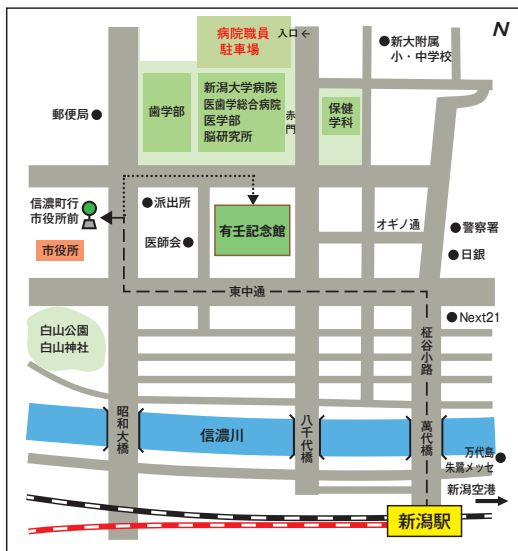 病院職員
駐車場
入口←
N
新大附属
小・中学校
郵便局
歯学部
新潟大学病院
医歯学総合病院
医学部
脳研究所
赤門
保健
学科
信濃町行
市役所前
派出所
有壬記念館
オギノ通
警察署
市役所
医師会
日銀
東中通
Next21
白山公園
白山神社
柾谷小路
昭和大橋
信濃川
八千代橋
萬代橋
万代島
朱鷺メッセ
新潟空港
新潟駅